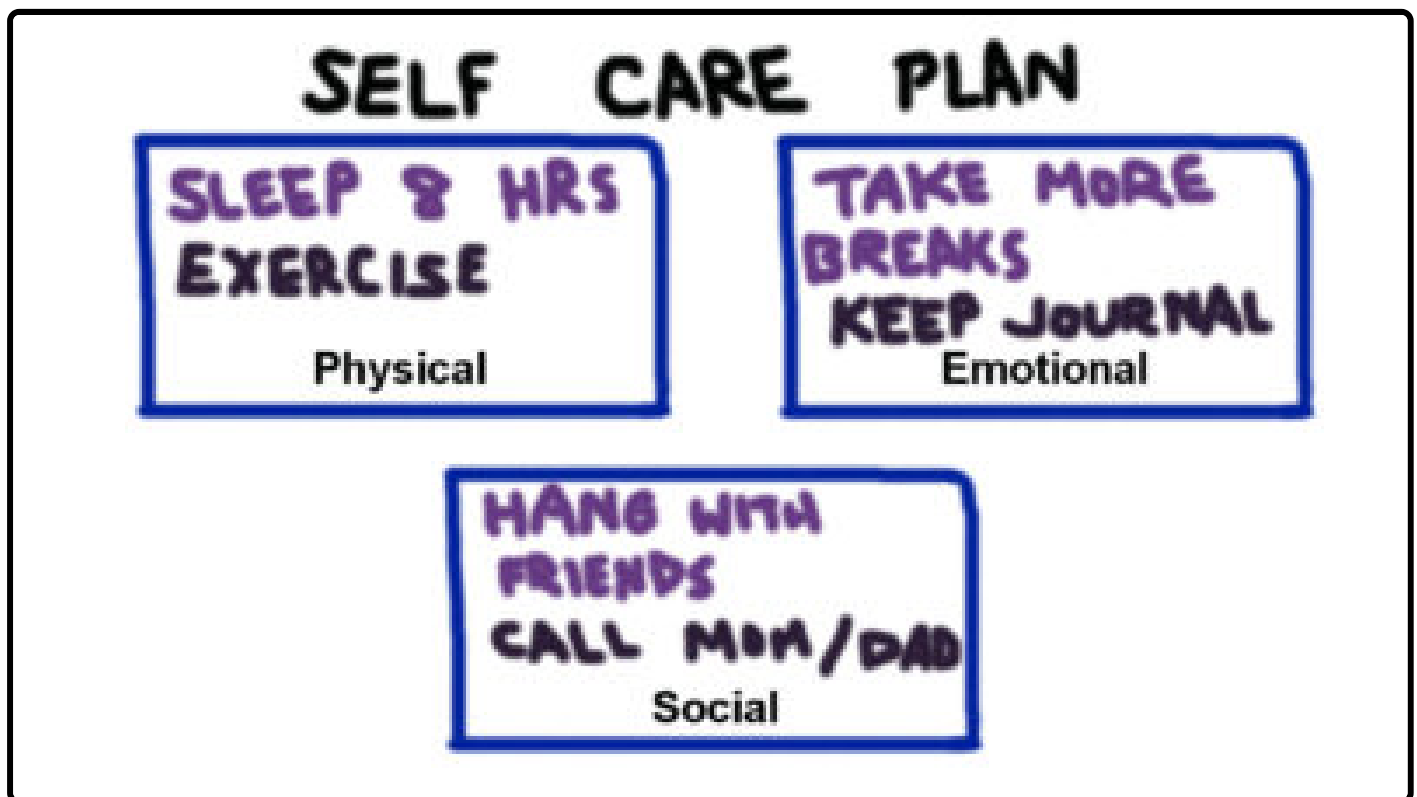 SELF CARE PLAN
SLEEP 8 HRS
EXERCISE
Physical
TAKE MORE
BREAKS
KEEP JOURNAL
Emotional
HANG WITH
FRIENDS
CALL MOM/DAD
Social